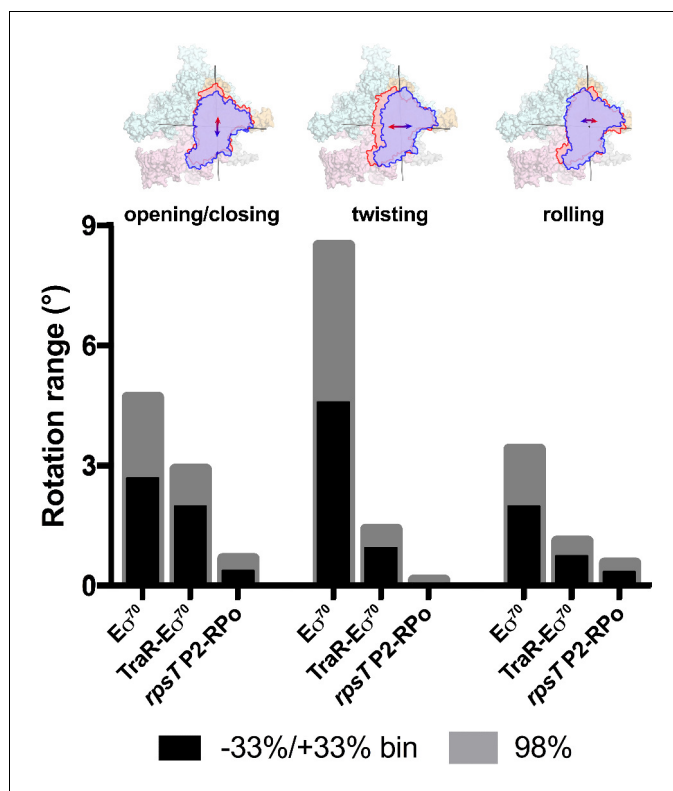 opening/closing twisting rolling
9
6
3
0
Rotation range (°)
Eσ⁷⁰ TraR-Eσ⁷⁰ rpsT P2-RPo Eσ⁷⁰ TraR-Eσ⁷⁰ rpsT P2-RPo Eσ⁷⁰ TraR-Eσ⁷⁰ rpsT P2-RPo
-33%/+33% bin 98%